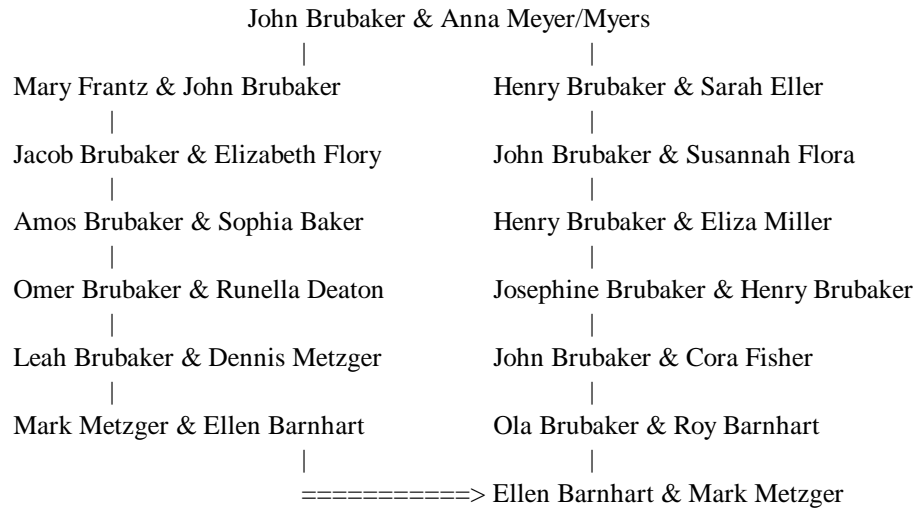 John Brubaker & Anna Meyer/Myers
| |
Mary Frantz & John Brubaker Henry Brubaker & Sarah Eller
| |
Jacob Brubaker & Elizabeth Flory John Brubaker & Susannah Flora
| |
Amos Brubaker & Sophia Baker Henry Brubaker & Eliza Miller
| |
Omer Brubaker & Runella Deaton Josephine Brubaker & Henry Brubaker
| |
Leah Brubaker & Dennis Metzger John Brubaker & Cora Fisher
| |
Mark Metzger & Ellen Barnhart Ola Brubaker & Roy Barnhart
| |
===========> Ellen Barnhart & Mark Metzger